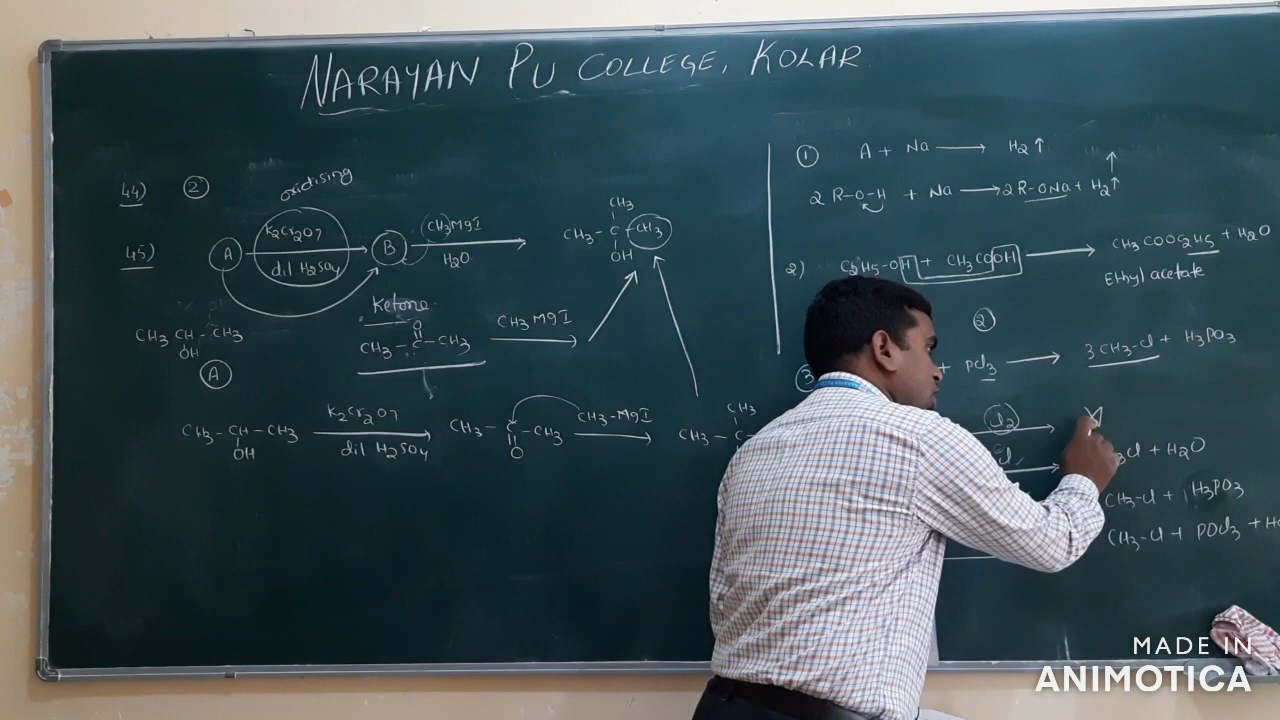 NARAYAN PU COLLEGE, KOLAR
44) 2
oxidising
45) A K2Cr2O7 B CH3MgI
dil H2SO4 H2O
CH3
CH3 - C - CH3
OH
Ketone
CH3 CH - CH3
OH
A
O
CH3 - C - CH3 CH3 MgI
CH3 - CH - CH3 K2Cr2O7 CH3 - C - CH3 CH3-MgI
OH dil H2SO4 O
CH3
CH3 - C
1 A + Na → H2↑
2 R-O-H + Na → 2 R-ONa + H2↑
2) C2H5-OH + CH3COOH → CH3COOC2H5 + H2O
Ethyl acetate
2
3 + PCl3 → 3 CH3-Cl + H3PO3
Cl2
Cl + H2O
CH3-Cl + H3PO3
CH3-Cl + POCl3 +
MADE IN
ANIMOTICA